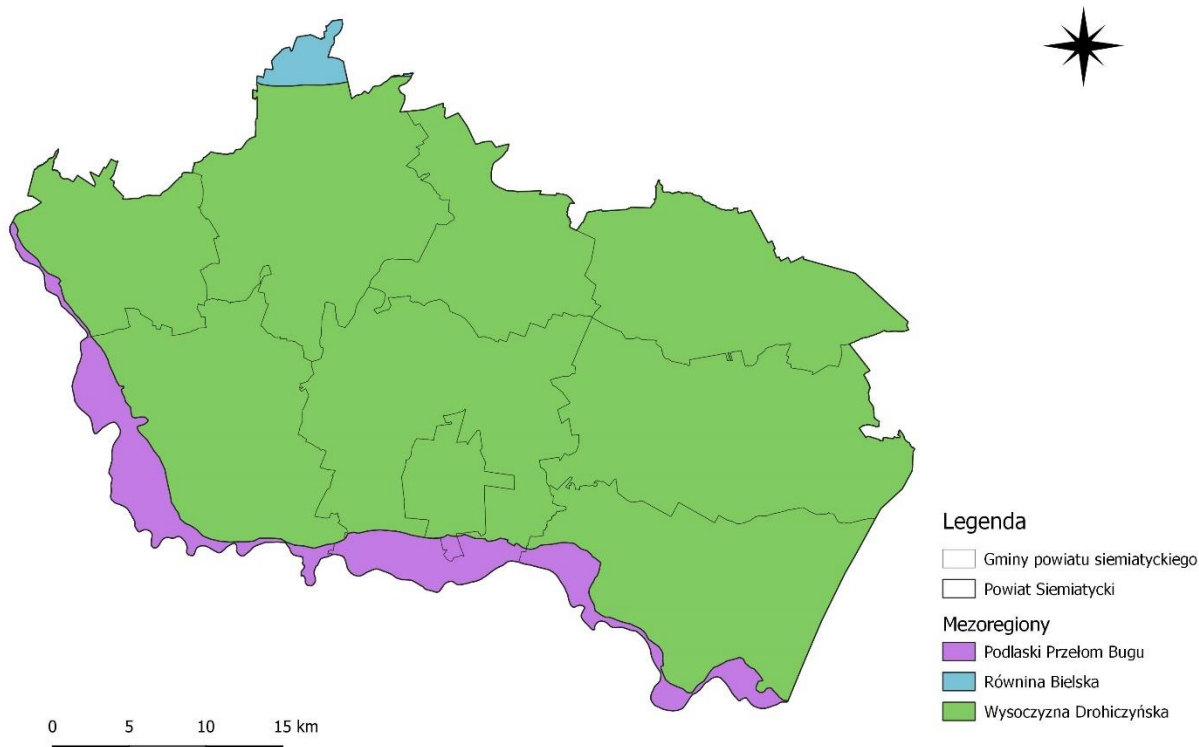 Legenda
Gminy powiatu siemiatyckiego
Powiat Siemiatycki
Mezoregiony
Podlaski Przełom Bugu
Równina Bielska
Wysoczyzna Drohiczyńska
0 5 10 15 km